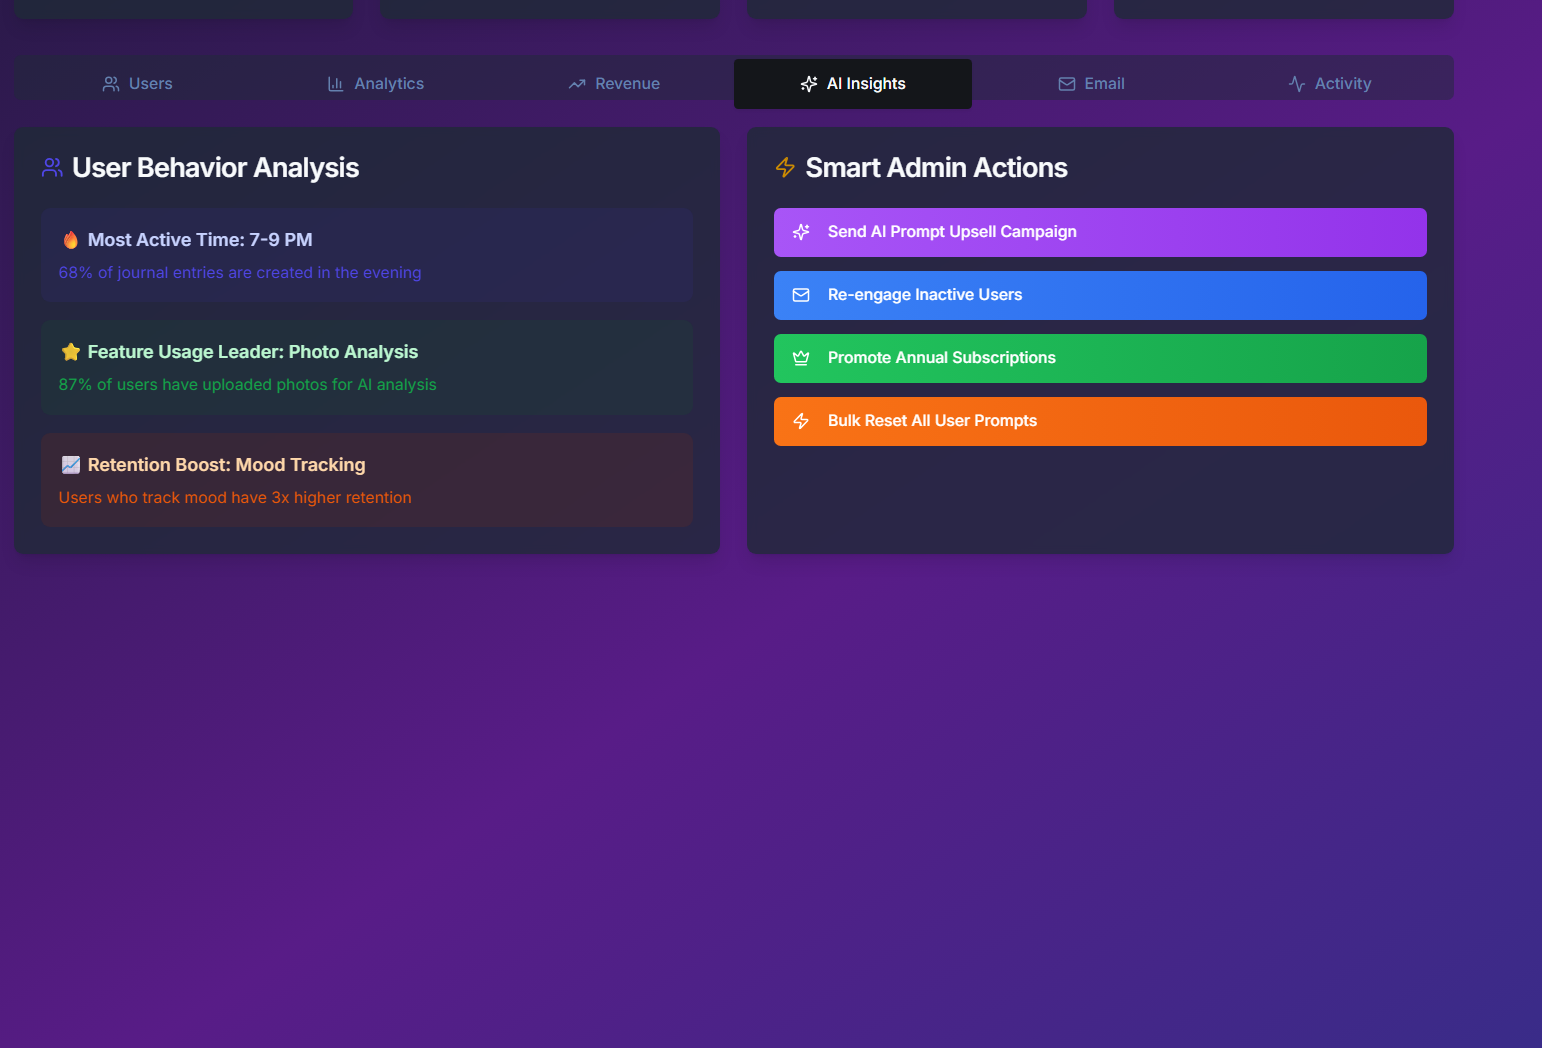 Users
Analytics
Revenue
AI Insights
Email
Activity
User Behavior Analysis
🔥 Most Active Time: 7-9 PM
68% of journal entries are created in the evening
⭐ Feature Usage Leader: Photo Analysis
87% of users have uploaded photos for AI analysis
📈 Retention Boost: Mood Tracking
Users who track mood have 3x higher retention
Smart Admin Actions
Send AI Prompt Upsell Campaign
Re-engage Inactive Users
Promote Annual Subscriptions
Bulk Reset All User Prompts